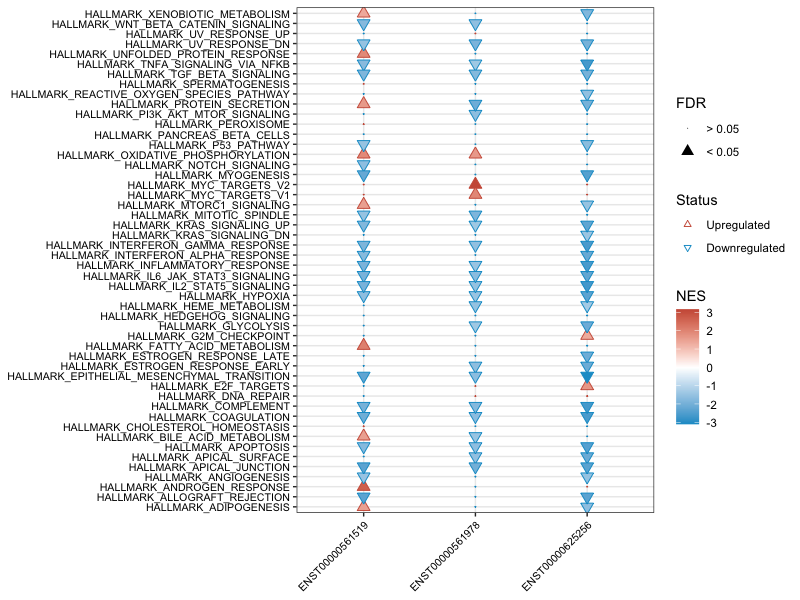 HALLMARK_XENOBIOTIC_METABOLISM
HALLMARK_WNT_BETA_CATENIN_SIGNALING
HALLMARK_UV_RESPONSE_UP
HALLMARK_UV_RESPONSE_DN
HALLMARK_UNFOLDED_PROTEIN_RESPONSE
HALLMARK_TNFA_SIGNALING_VIA_NFKB
HALLMARK_TGF_BETA_SIGNALING
HALLMARK_SPERMATOGENESIS
HALLMARK_REACTIVE_OXYGEN_SPECIES_PATHWAY
HALLMARK_PROTEIN_SECRETION
HALLMARK_PI3K_AKT_MTOR_SIGNALING
HALLMARK_PEROXISOME
HALLMARK_PANCREAS_BETA_CELLS
HALLMARK_P53_PATHWAY
HALLMARK_OXIDATIVE_PHOSPHORYLATION
HALLMARK_NOTCH_SIGNALING
HALLMARK_MYOGENESIS
HALLMARK_MYC_TARGETS_V2
HALLMARK_MYC_TARGETS_V1
HALLMARK_MTORC1_SIGNALING
HALLMARK_MITOTIC_SPINDLE
HALLMARK_KRAS_SIGNALING_UP
HALLMARK_KRAS_SIGNALING_DN
HALLMARK_INTERFERON_GAMMA_RESPONSE
HALLMARK_INTERFERON_ALPHA_RESPONSE
HALLMARK_INFLAMMATORY_RESPONSE
HALLMARK_IL6_JAK_STAT3_SIGNALING
HALLMARK_IL2_STAT5_SIGNALING
HALLMARK_HYPOXIA
HALLMARK_HEME_METABOLISM
HALLMARK_HEDGEHOG_SIGNALING
HALLMARK_GLYCOLYSIS
HALLMARK_G2M_CHECKPOINT
HALLMARK_FATTY_ACID_METABOLISM
HALLMARK_ESTROGEN_RESPONSE_LATE
HALLMARK_ESTROGEN_RESPONSE_EARLY
HALLMARK_EPITHELIAL_MESENCHYMAL_TRANSITION
HALLMARK_E2F_TARGETS
HALLMARK_DNA_REPAIR
HALLMARK_COMPLEMENT
HALLMARK_COAGULATION
HALLMARK_CHOLESTEROL_HOMEOSTASIS
HALLMARK_BILE_ACID_METABOLISM
HALLMARK_APOPTOSIS
HALLMARK_APICAL_SURFACE
HALLMARK_APICAL_JUNCTION
HALLMARK_ANGIOGENESIS
HALLMARK_ANDROGEN_RESPONSE
HALLMARK_ALLOGRAFT_REJECTION
HALLMARK_ADIPOGENESIS
ENST00000561519
ENST00000561978
ENST00000625256
FDR
> 0.05
< 0.05
Status
Upregulated
Downregulated
NES
3
2
1
0
-1
-2
-3